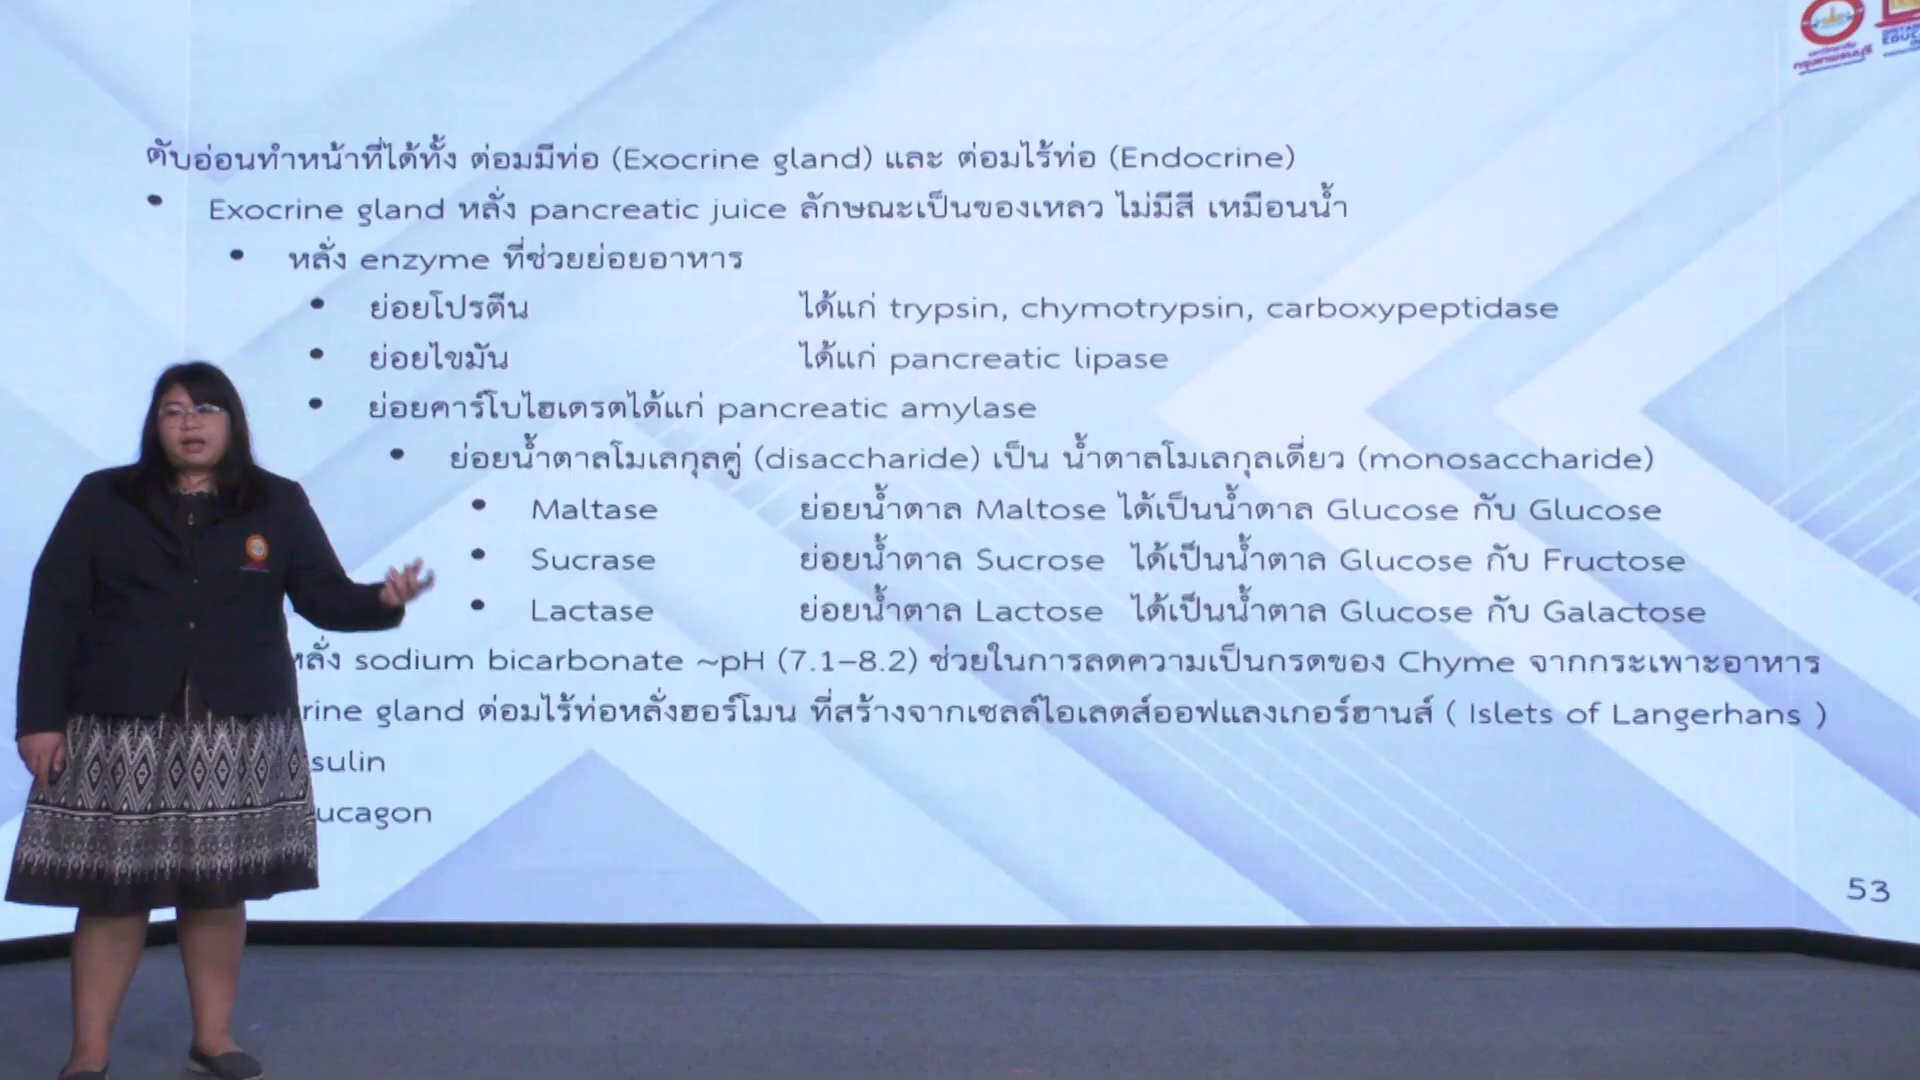 ตับอ่อนทำหน้าที่ได้ทั้ง ต่อมมีท่อ (Exocrine gland) และ ต่อมไร้ท่อ (Endocrine)
• Exocrine gland หลั่ง pancreatic juice ลักษณะเป็นของเหลว ไม่มีสี เหมือนน้ำ
• หลั่ง enzyme ที่ช่วยย่อยอาหาร
• ย่อยโปรตีน ได้แก่ trypsin, chymotrypsin, carboxypeptidase
• ย่อยไขมัน ได้แก่ pancreatic lipase
• ย่อยคาร์โบไฮเดรตได้แก่ pancreatic amylase
• ย่อยน้ำตาลโมเลกุลคู่ (disaccharide) เป็น น้ำตาลโมเลกุลเดี่ยว (monosaccharide)
• Maltase ย่อยน้ำตาล Maltose ได้เป็นน้ำตาล Glucose กับ Glucose
• Sucrase ย่อยน้ำตาล Sucrose ได้เป็นน้ำตาล Glucose กับ Fructose
• Lactase ย่อยน้ำตาล Lactose ได้เป็นน้ำตาล Glucose กับ Galactose
หลั่ง sodium bicarbonate ~pH (7.1–8.2) ช่วยในการลดความเป็นกรดของ Chyme จากกระเพาะอาหาร
rine gland ต่อมไร้ท่อหลั่งฮอร์โมน ที่สร้างจากเซลล์ไอเลตส์ออฟแลงเกอร์ฮานส์ ( Islets of Langerhans )
sulin
ucagon
53